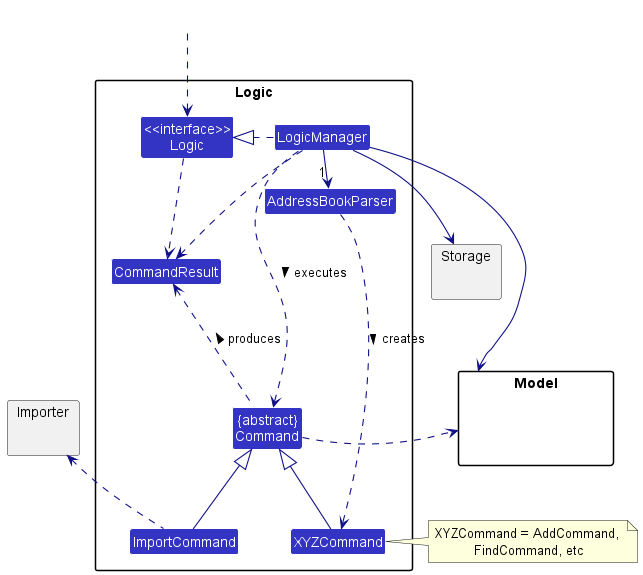 Logic
<<interface>>
Logic
LogicManager
1
AddressBookParser
Storage
CommandResult
executes
produces
creates
Model
Importer
{abstract}
Command
ImportCommand
XYZCommand
XYZCommand = AddCommand,
FindCommand, etc